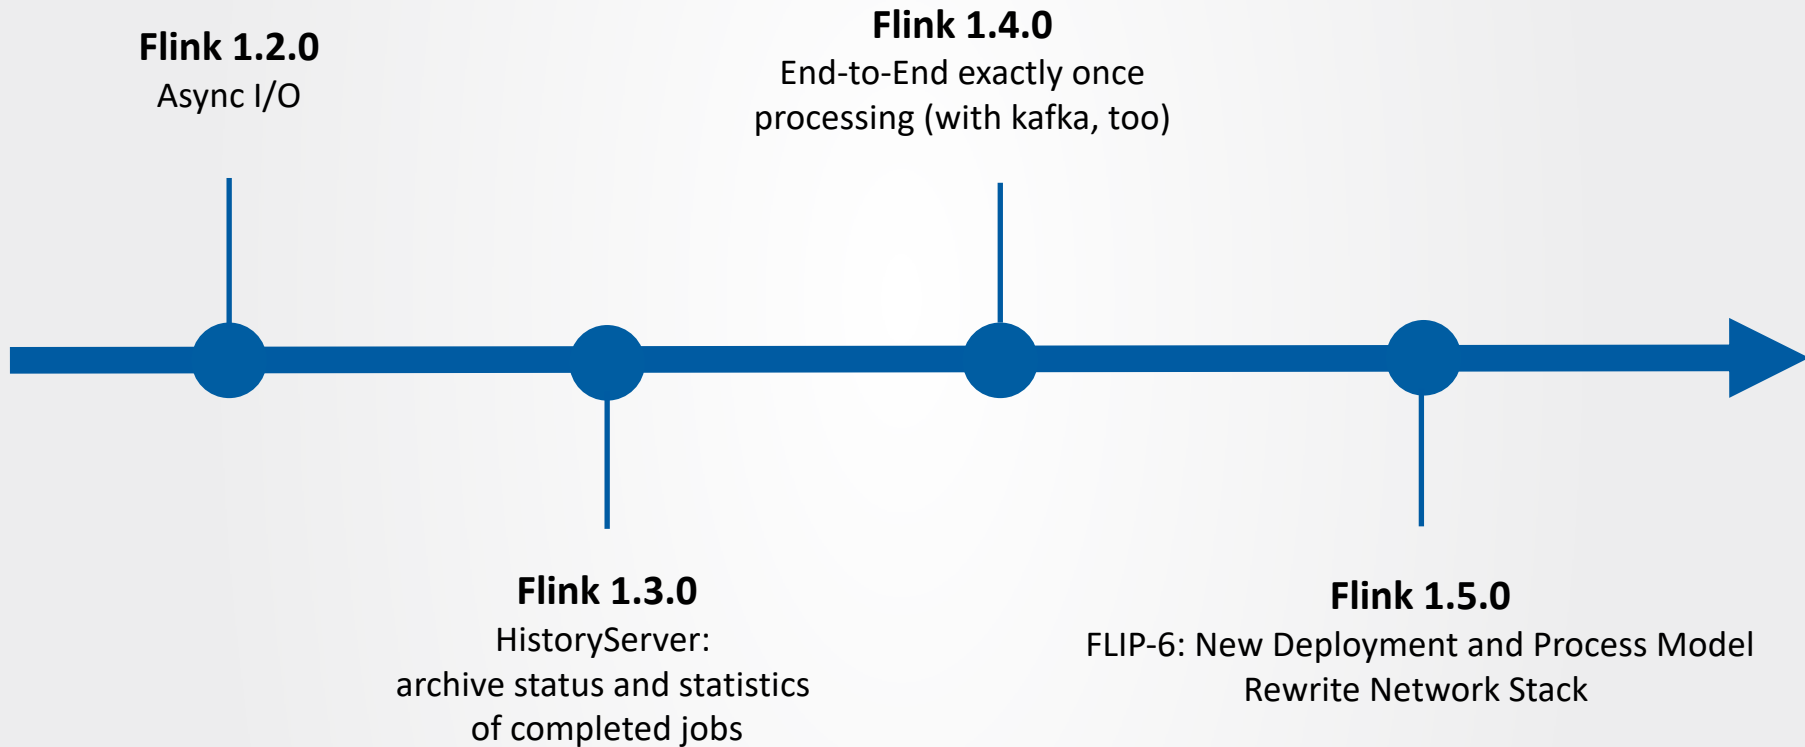 Flink 1.2.0
Async I/O
Flink 1.4.0
End-to-End exactly once
processing (with kafka, too)
Flink 1.3.0
HistoryServer:
archive status and statistics
of completed jobs
Flink 1.5.0
FLIP-6: New Deployment and Process Model
Rewrite Network Stack